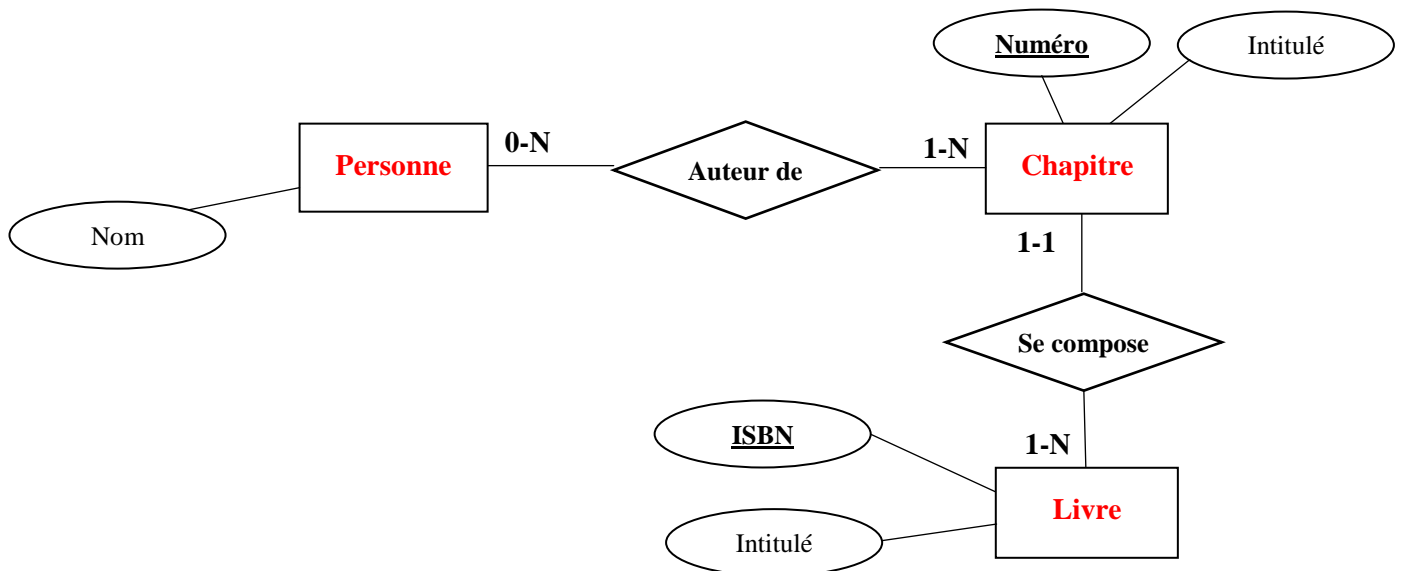 Numéro
Intitulé
Personne
0-N
Auteur de
1-N
Chapitre
Nom
1-1
Se compose
ISBN
1-N
Livre
Intitulé